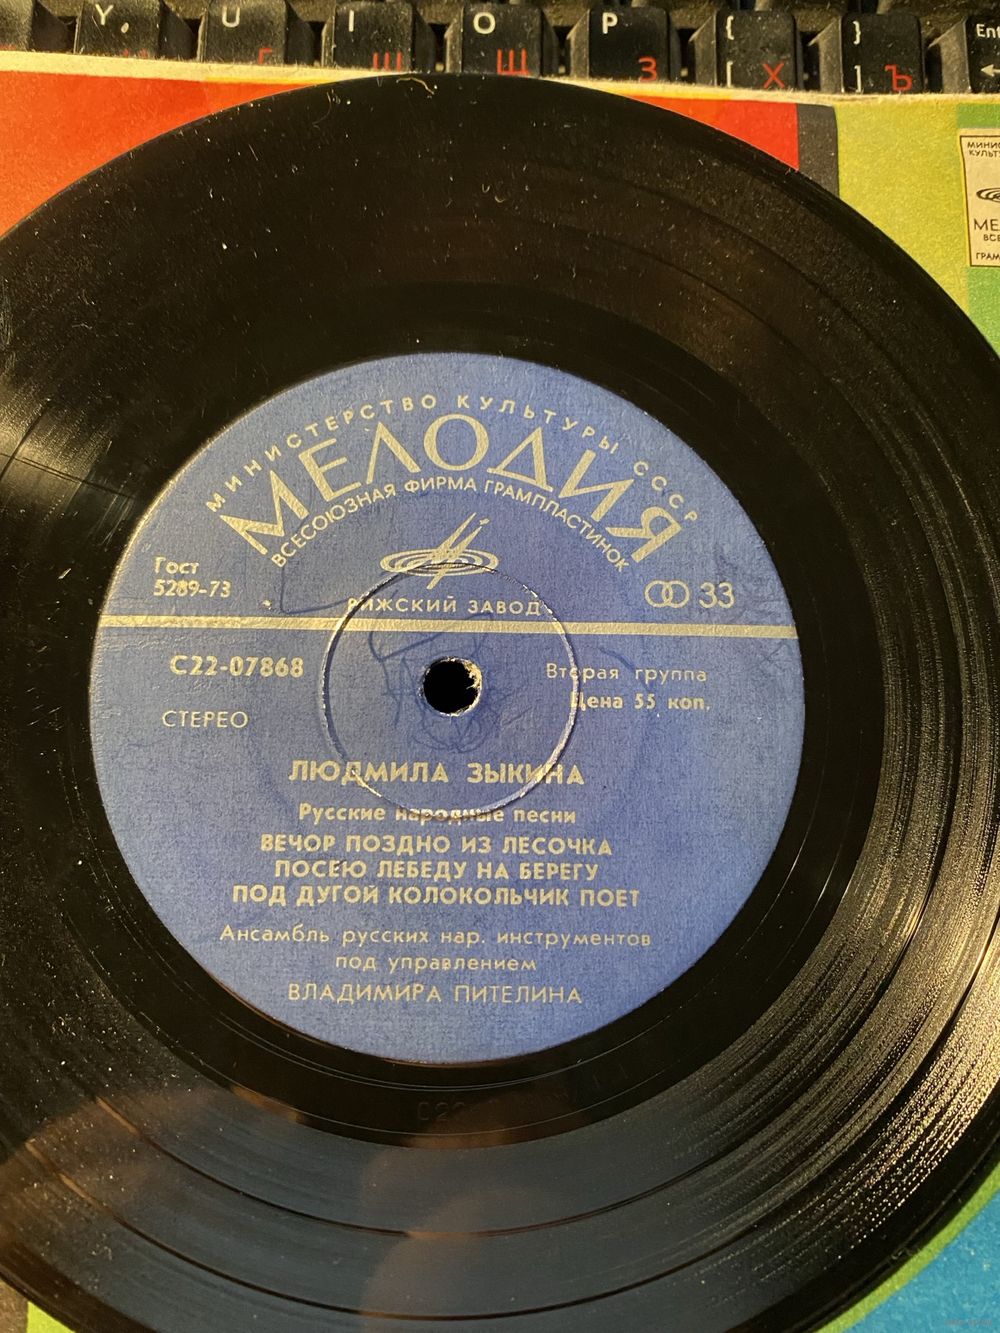 Y U I O P { }
Г Ш Щ З [ Х ] Ъ
Ent
МИНИСТЕРСТВО КУЛЬТУРЫ СССР
МЕЛОДИЯ
ВСЕСОЮЗНАЯ ФИРМА ГРАМПЛАСТИНОК
Гост
5289-73
33
РИЖСКИЙ ЗАВОД
С22-07868
Вторая группа
Цена 55 коп.
СТЕРЕО
ЛЮДМИЛА ЗЫКИНА
Русские народные песни
ВЕЧОР ПОЗДНО ИЗ ЛЕСОЧКА
ПОСЕЮ ЛЕБЕДУ НА БЕРЕГУ
ПОД ДУГОЙ КОЛОКОЛЬЧИК ПОЕТ
Ансамбль русских нар. инструментов
под управлением
ВЛАДИМИРА ПИТЕЛИНА